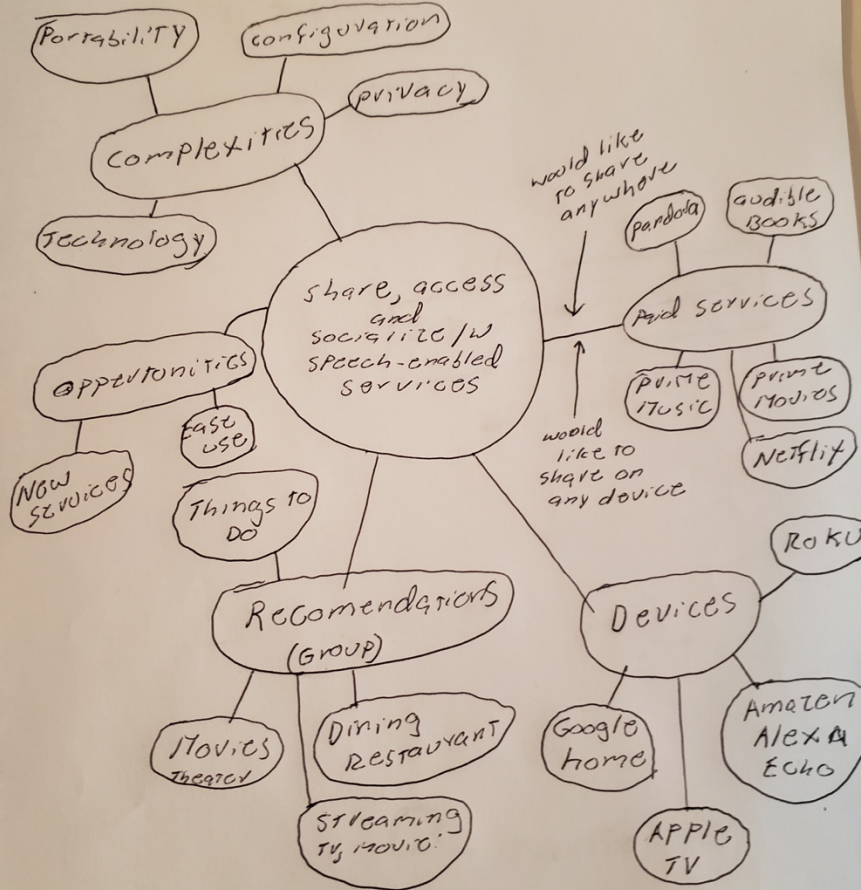 Portability
configuration
privacy
complexities
Technology
would like
to share
anywhere
pandora
audible
Books
Paid services
share, access
and
socialize /w
speech-enabled
services
oppertonities
Ease
use
New
services
prime
Music
prime
Movies
Netflix
would
like to
share on
any device
Things to
Do
Recomendations
(Group)
Devices
ROKU
Movies
Theater
Dining
Restaurant
Streaming
TV, Movie
Google
home
Amazen
Alexa
Echo
Apple
TV